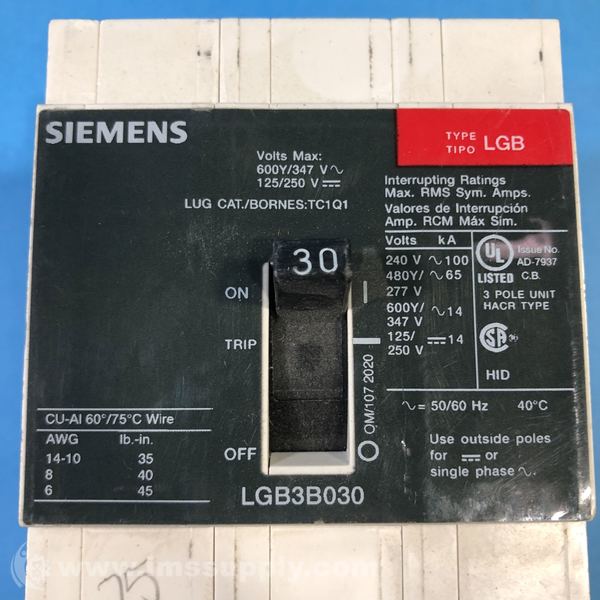 SIEMENS
TYPE
TIPO LGB
Volts Max:
600Y/347 V∿
125/250 V ⎓
LUG CAT./BORNES:TC1Q1
Interrupting Ratings
Max. RMS Sym. Amps.
Valores de Interrupción
Amp. RCM Máx Sim.
Volts kA
240 V ∿100
480Y/ ∿65
277 V
600Y/ ∿14
347 V
125/ ⎓14
250 V
UL
LISTED
Issue No.
AD-7937
C.B.
3 POLE UNIT
HACR TYPE
SA
HID
30
ON I
TRIP
OFF O
OM/107 2020
CU-Al 60°/75°C Wire
AWG lb.-in.
14-10 35
8 40
6 45
∿= 50/60 Hz 40°C
Use outside poles
for ⎓ or
single phase ∿.
LGB3B030
www.imssupply.com